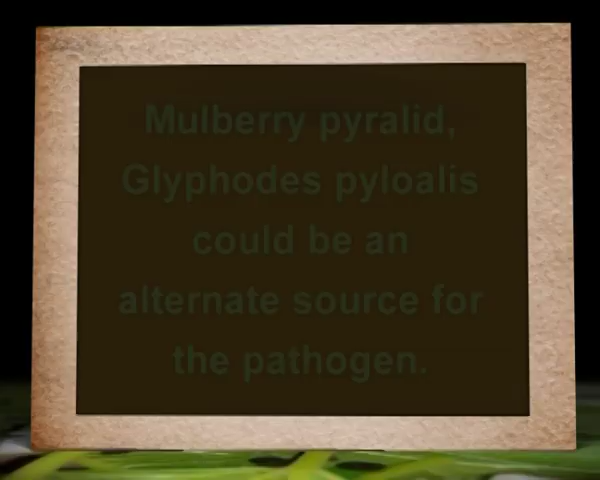 Mulberry pyralid,
Glyphodes pyloalis
could be an
alternate source for
the pathogen.